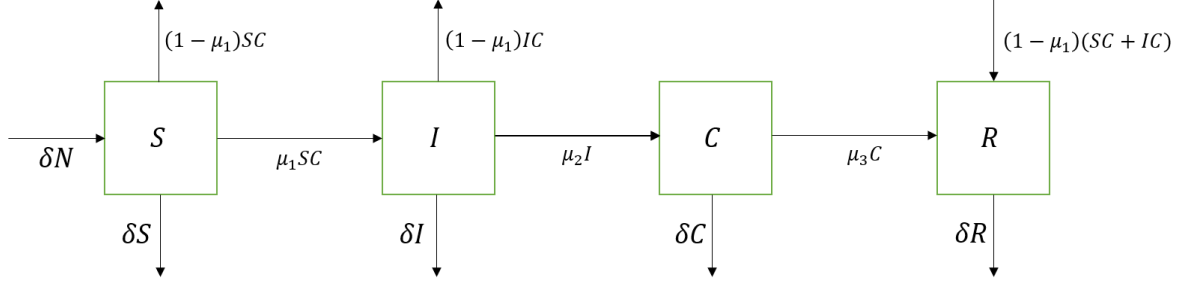 (1 − μ₁)SC
(1 − μ₁)IC
(1 − μ₁)(SC + IC)
S
I
C
R
δN
μ₁SC
μ₂I
μ₃C
δS
δI
δC
δR